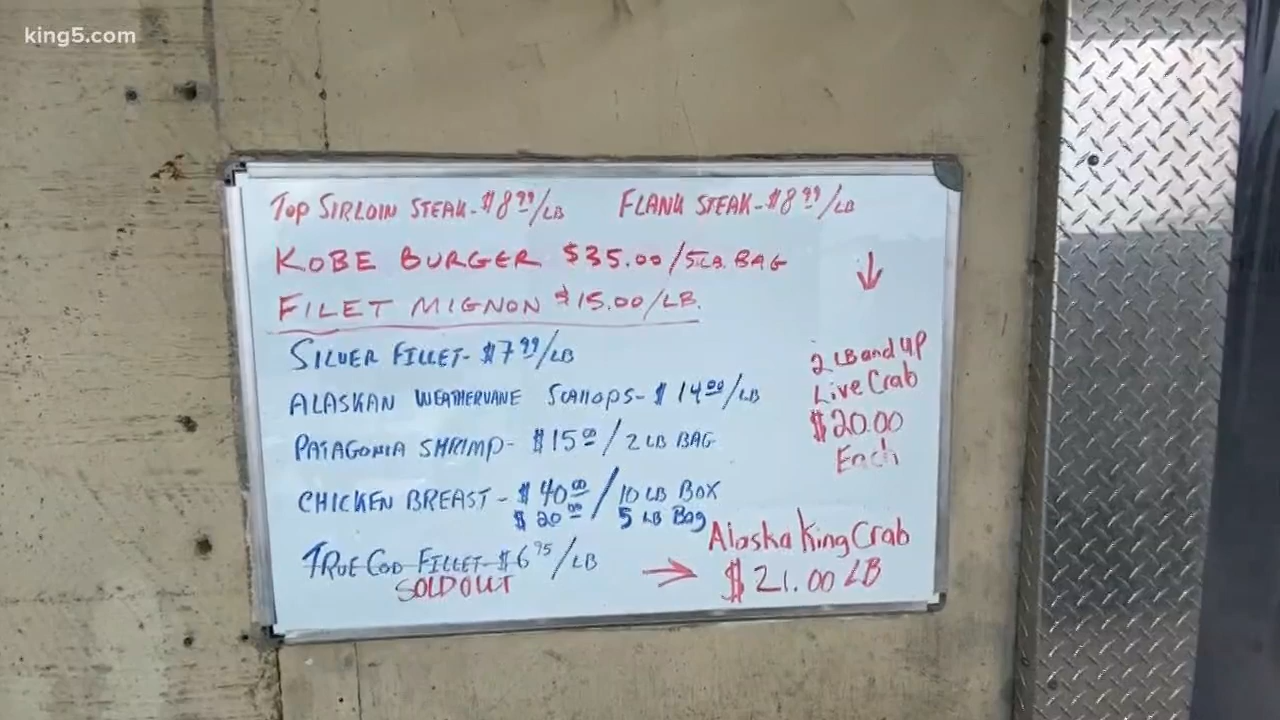 king5.com
TOP SIRLOIN STEAK-$8.99/LB FLANK STEAK-$8.99/LB
KOBE BURGER $35.00/5LB. BAG
FILET MIGNON $15.00/LB.
SILVER FILLET-$7.99/LB
ALASKAN WEATHERVANE SCALLOPS-$14.00/LB
PATAGONIA SHRIMP-$15.00/2 LB BAG
CHICKEN BREAST-$40.00/10 LB BOX
$20.00/5 LB Bag
TRUE COD FILLET-$6.95/LB
SOLD OUT
2 LB and up
Live Crab
$20.00
Each
Alaska King Crab
$21.00 LB